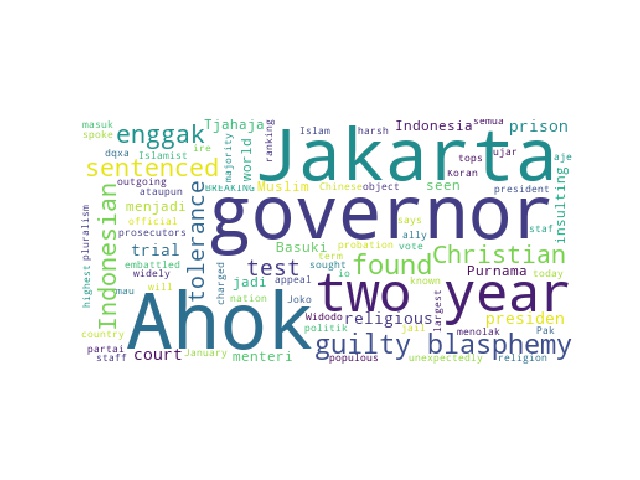 masuk
Tjahaja
ranking
Islam
harsh
Indonesia
semua
prison
spoke
enggak
ire
majority
world
Jakarta
tops
ujar
aje
dqxa
Islamist
Koran
sentenced
outgoing
BREAKING
Muslim
Chinese
object
seen
president
insulting
ataupun
Indonesian
menjadi
tolerance
governor
staf
pluralism
official
prosecutors
says
ally
vote
trial
Basuki
probation
Christian
highest
embattled
charged
test
term
sought
found
Purnama
today
widely
jadi
appeal
io
known
mau
will
nation
Joko
two year
largest
Ahok
Widodo
religious
presiden
country
politik
jail
menolak
Pak
partai
staff
court
January
menteri
guilty blasphemy
populous
unexpectedly
religion